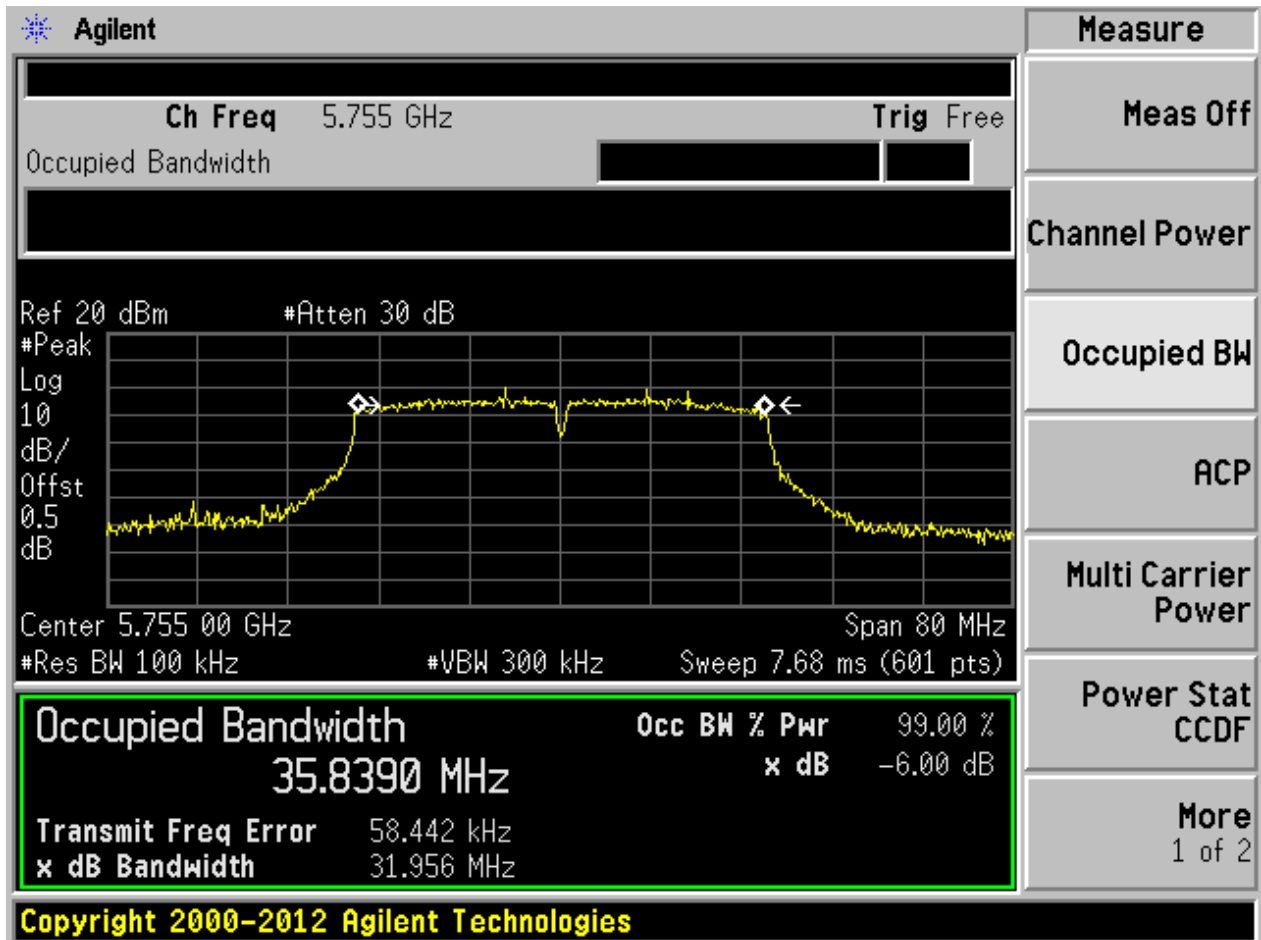 Agilent
Measure
Ch Freq 5.755 GHz Trig Free
Occupied Bandwidth
Meas Off
Channel Power
Occupied BW
ACP
Multi Carrier
Power
Power Stat
CCDF
More
1 of 2
Ref 20 dBm #Atten 30 dB
#Peak
Log
10
dB/
Offst
0.5
dB
Center 5.755 00 GHz Span 80 MHz
#Res BW 100 kHz #VBW 300 kHz Sweep 7.68 ms (601 pts)
Occupied Bandwidth Occ BW % Pwr 99.00 %
35.8390 MHz x dB -6.00 dB
Transmit Freq Error 58.442 kHz
x dB Bandwidth 31.956 MHz
Copyright 2000-2012 Agilent Technologies